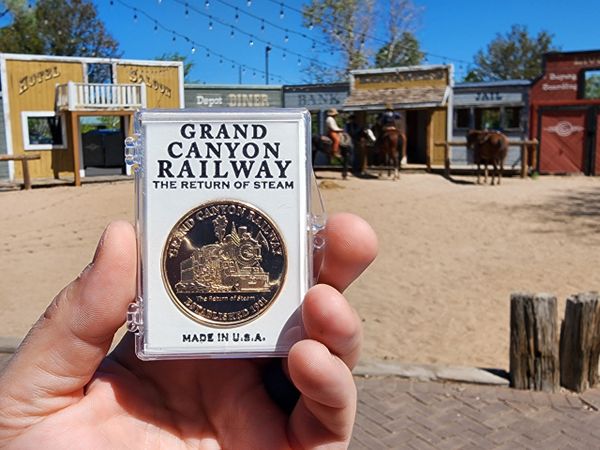 HOTEL
SALOON
Depot DINER
BANK
JAIL
Boarding
GRAND
CANYON
RAILWAY
THE RETURN OF STEAM
GRAND CANYON RAILWAY
The Return of Steam
ESTABLISHED 1901
MADE IN U.S.A.